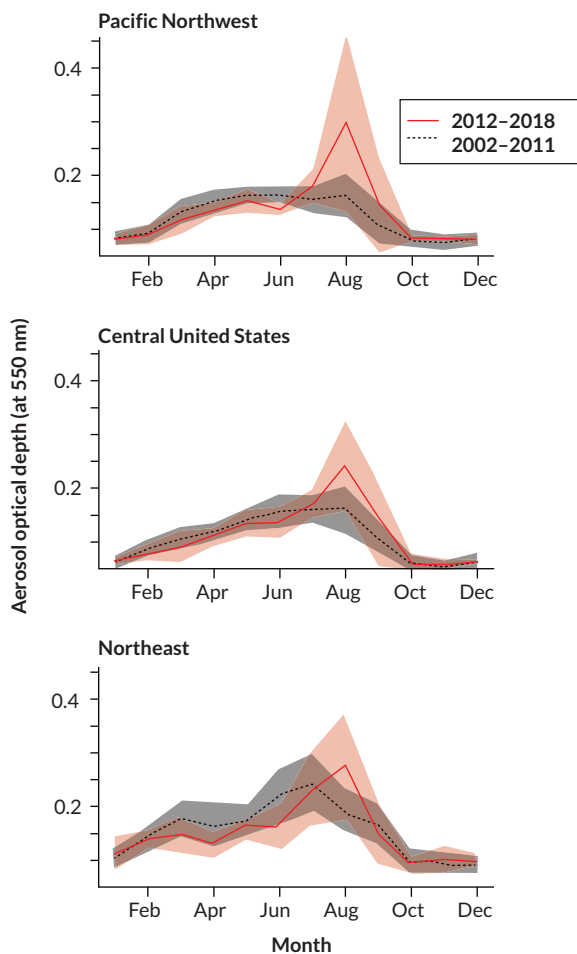 Pacific Northwest
0.4
0.2
2012–2018
2002–2011
Feb Apr Jun Aug Oct Dec
Central United States
0.4
0.2
Feb Apr Jun Aug Oct Dec
Aerosol optical depth (at 550 nm)
Northeast
0.4
0.2
Feb Apr Jun Aug Oct Dec
Month